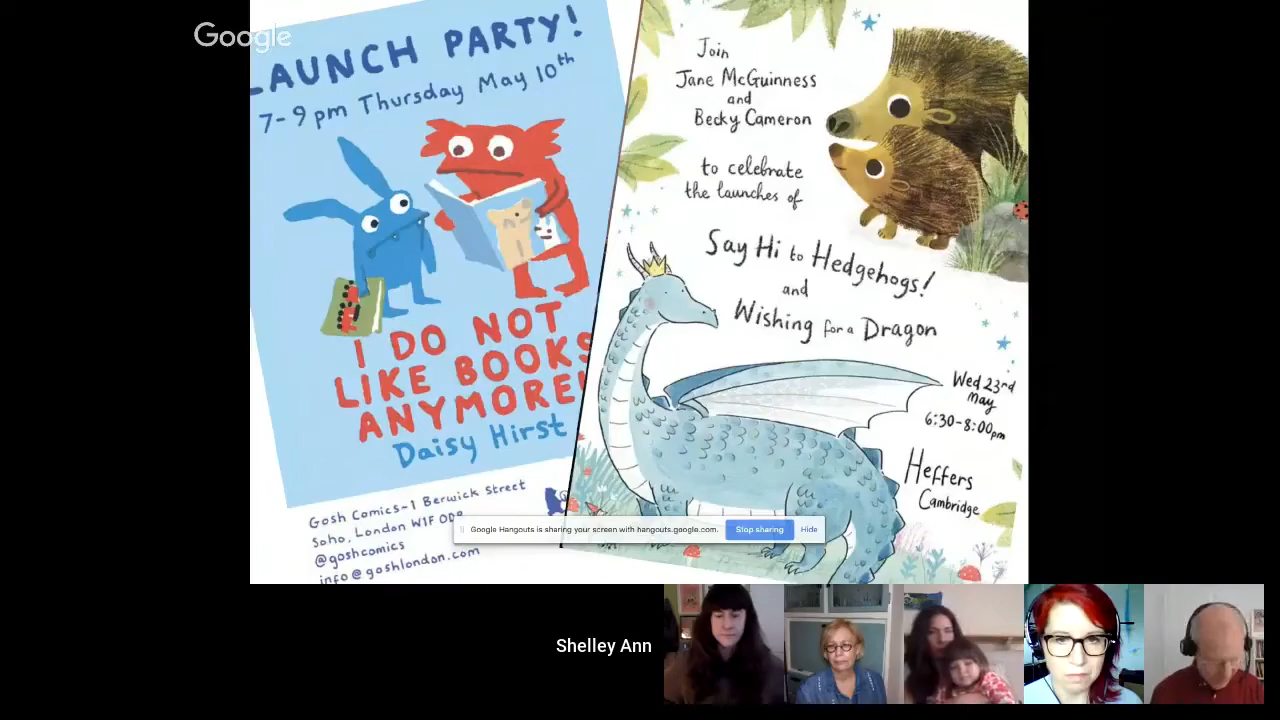 Google
LAUNCH PARTY!
7-9pm Thursday May 10th
I DO NOT
LIKE BOOKS
ANYMORE!
Daisy Hirst
Gosh Comics-1 Berwick Street
Soho, London W1F 0DR
@goshcomics
info@goshlondon.com
Join
Jane McGuinness
and
Becky Cameron
to celebrate
the launches of
Say Hi to Hedgehogs!
and
Wishing for a Dragon
Wed 23rd
May
6:30-8:00pm
Heffers
Cambridge
Google Hangouts is sharing your screen with hangouts.google.com.
Stop sharing
Hide
Shelley Ann